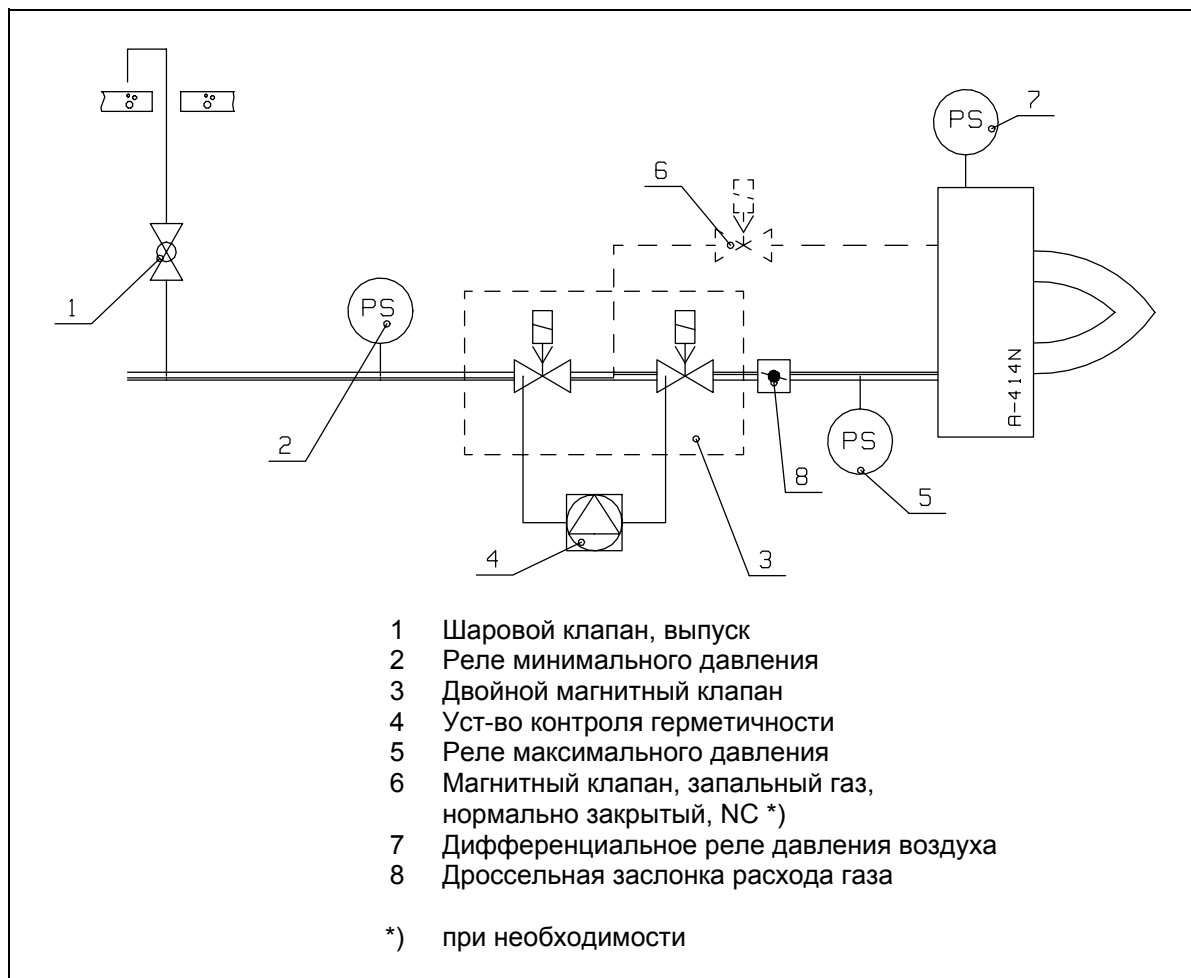 7
PS
6
1
PS
A-414N
2
PS
8
5
4
3
1 Шаровой клапан, выпуск
2 Реле минимального давления
3 Двойной магнитный клапан
4 Уст-во контроля герметичности
5 Реле максимального давления
6 Магнитный клапан, запальный газ,
нормально закрытый, NC *)
7 Дифференциальное реле давления воздуха
8 Дроссельная заслонка расхода газа
*) при необходимости